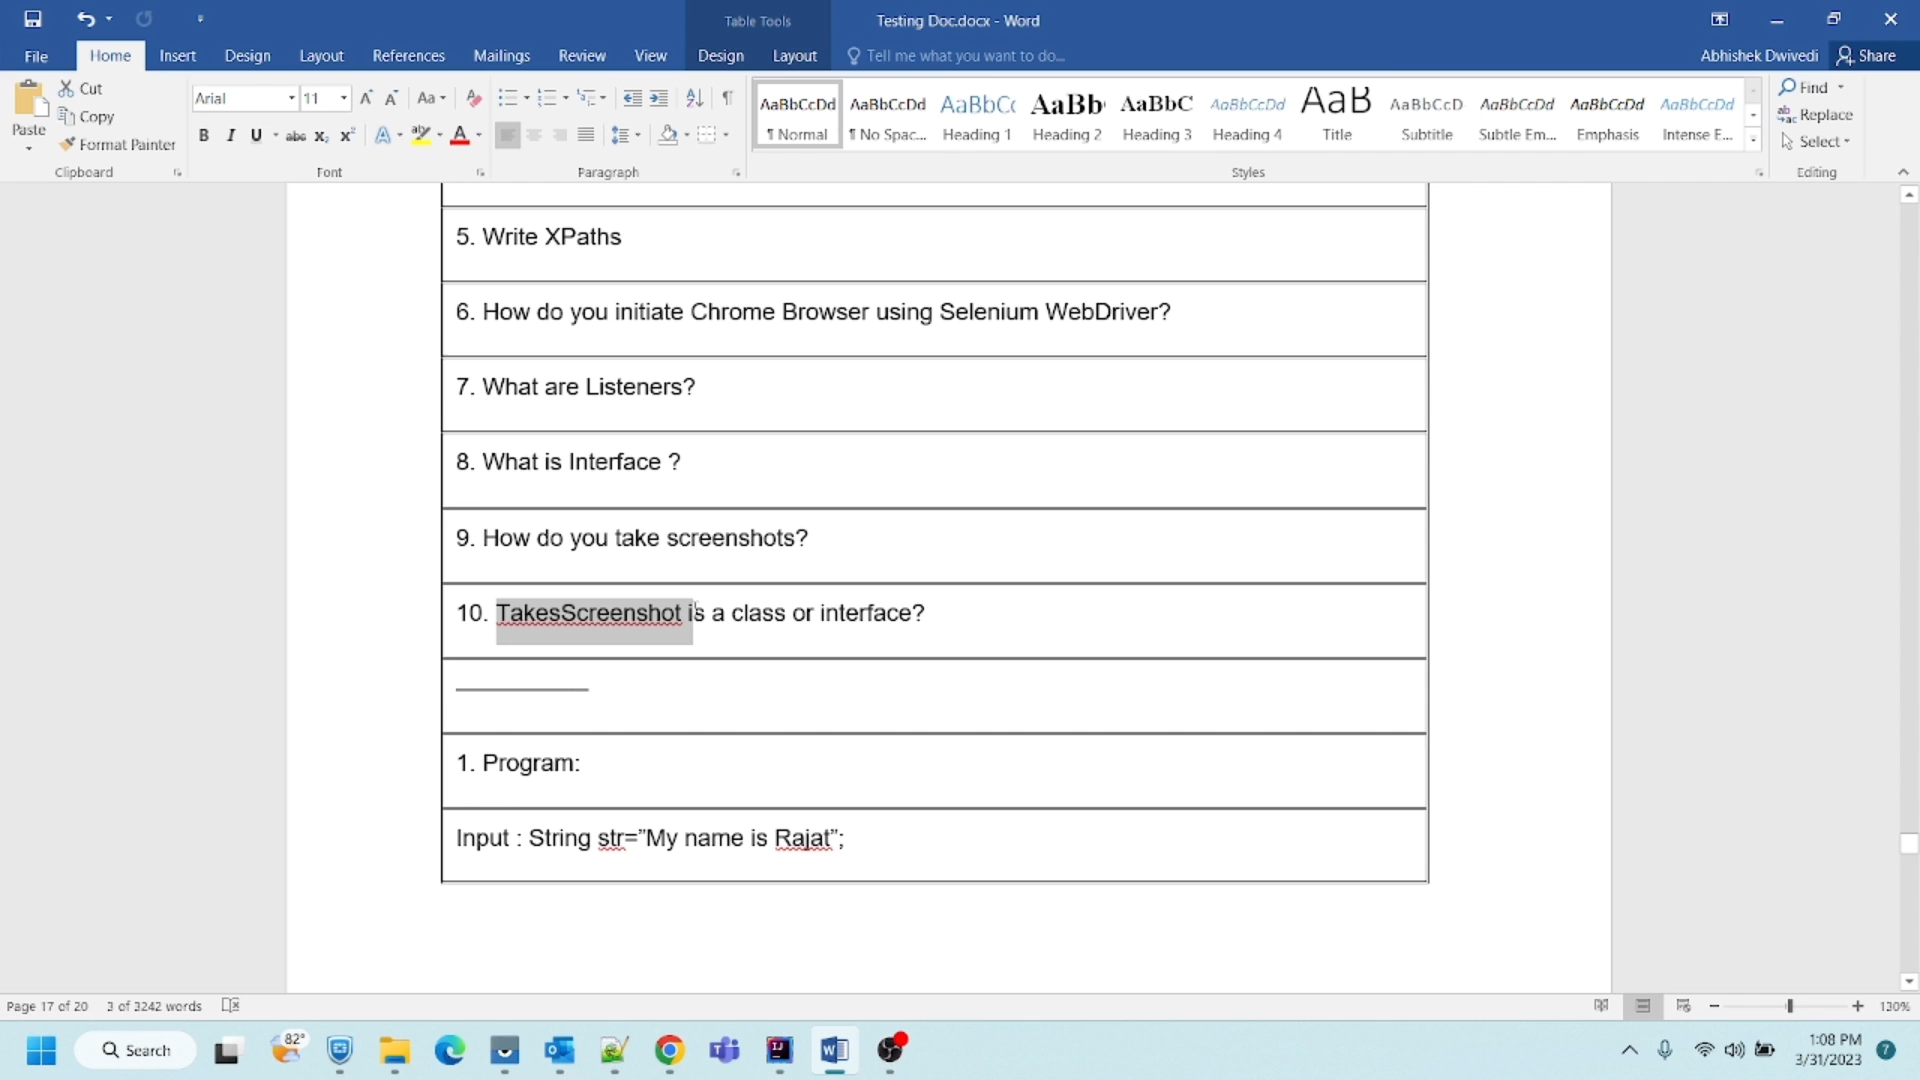 Table Tools
Testing Doc.docx - Word
File
Home
Insert
Design
Layout
References
Mailings
Review
View
Design
Layout
Tell me what you want to do...
Abhishek Dwivedi
Share
Paste
Cut
Copy
Format Painter
Clipboard
Arial
11
Aa
B I U abc x₂ x²
A
ab
A
Font
Paragraph
AaBbCcDd
¶ Normal
AaBbCcDd
¶ No Spac...
AaBbCc
Heading 1
AaBb
Heading 2
AaBbC
Heading 3
AaBbCcDd
Heading 4
AaB
Title
AaBbCcD
Subtitle
AaBbCcDd
Subtle Em...
AaBbCcDd
Emphasis
AaBbCcDd
Intense E...
Styles
Find
Replace
Select
Editing
5. Write XPaths
6. How do you initiate Chrome Browser using Selenium WebDriver?
7. What are Listeners?
8. What is Interface ?
9. How do you take screenshots?
10. TakesScreenshot is a class or interface?
1. Program:
Input : String str=”My name is Rajat”;
Page 17 of 20
3 of 3242 words
130%
Search
82°
1:08 PM
3/31/2023
7